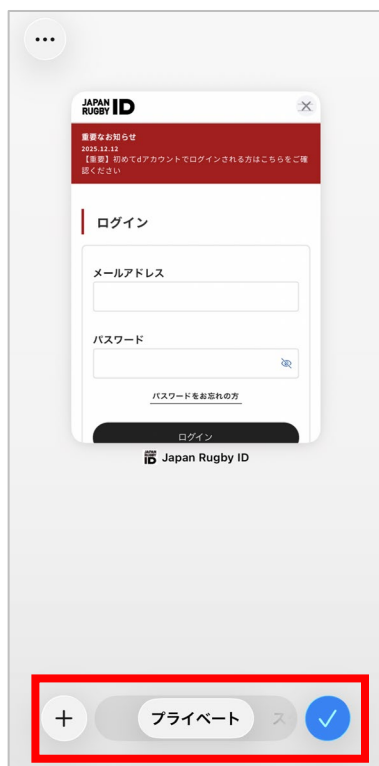 JAPAN RUGBY ID
重要なお知らせ
2025.12.12
【重要】初めてdアカウントでログインされる方はこちらをご確
認ください
ログイン
メールアドレス
パスワード
パスワードをお忘れの方
ログイン
JAPAN RUGBY ID Japan Rugby ID
プライベート ス